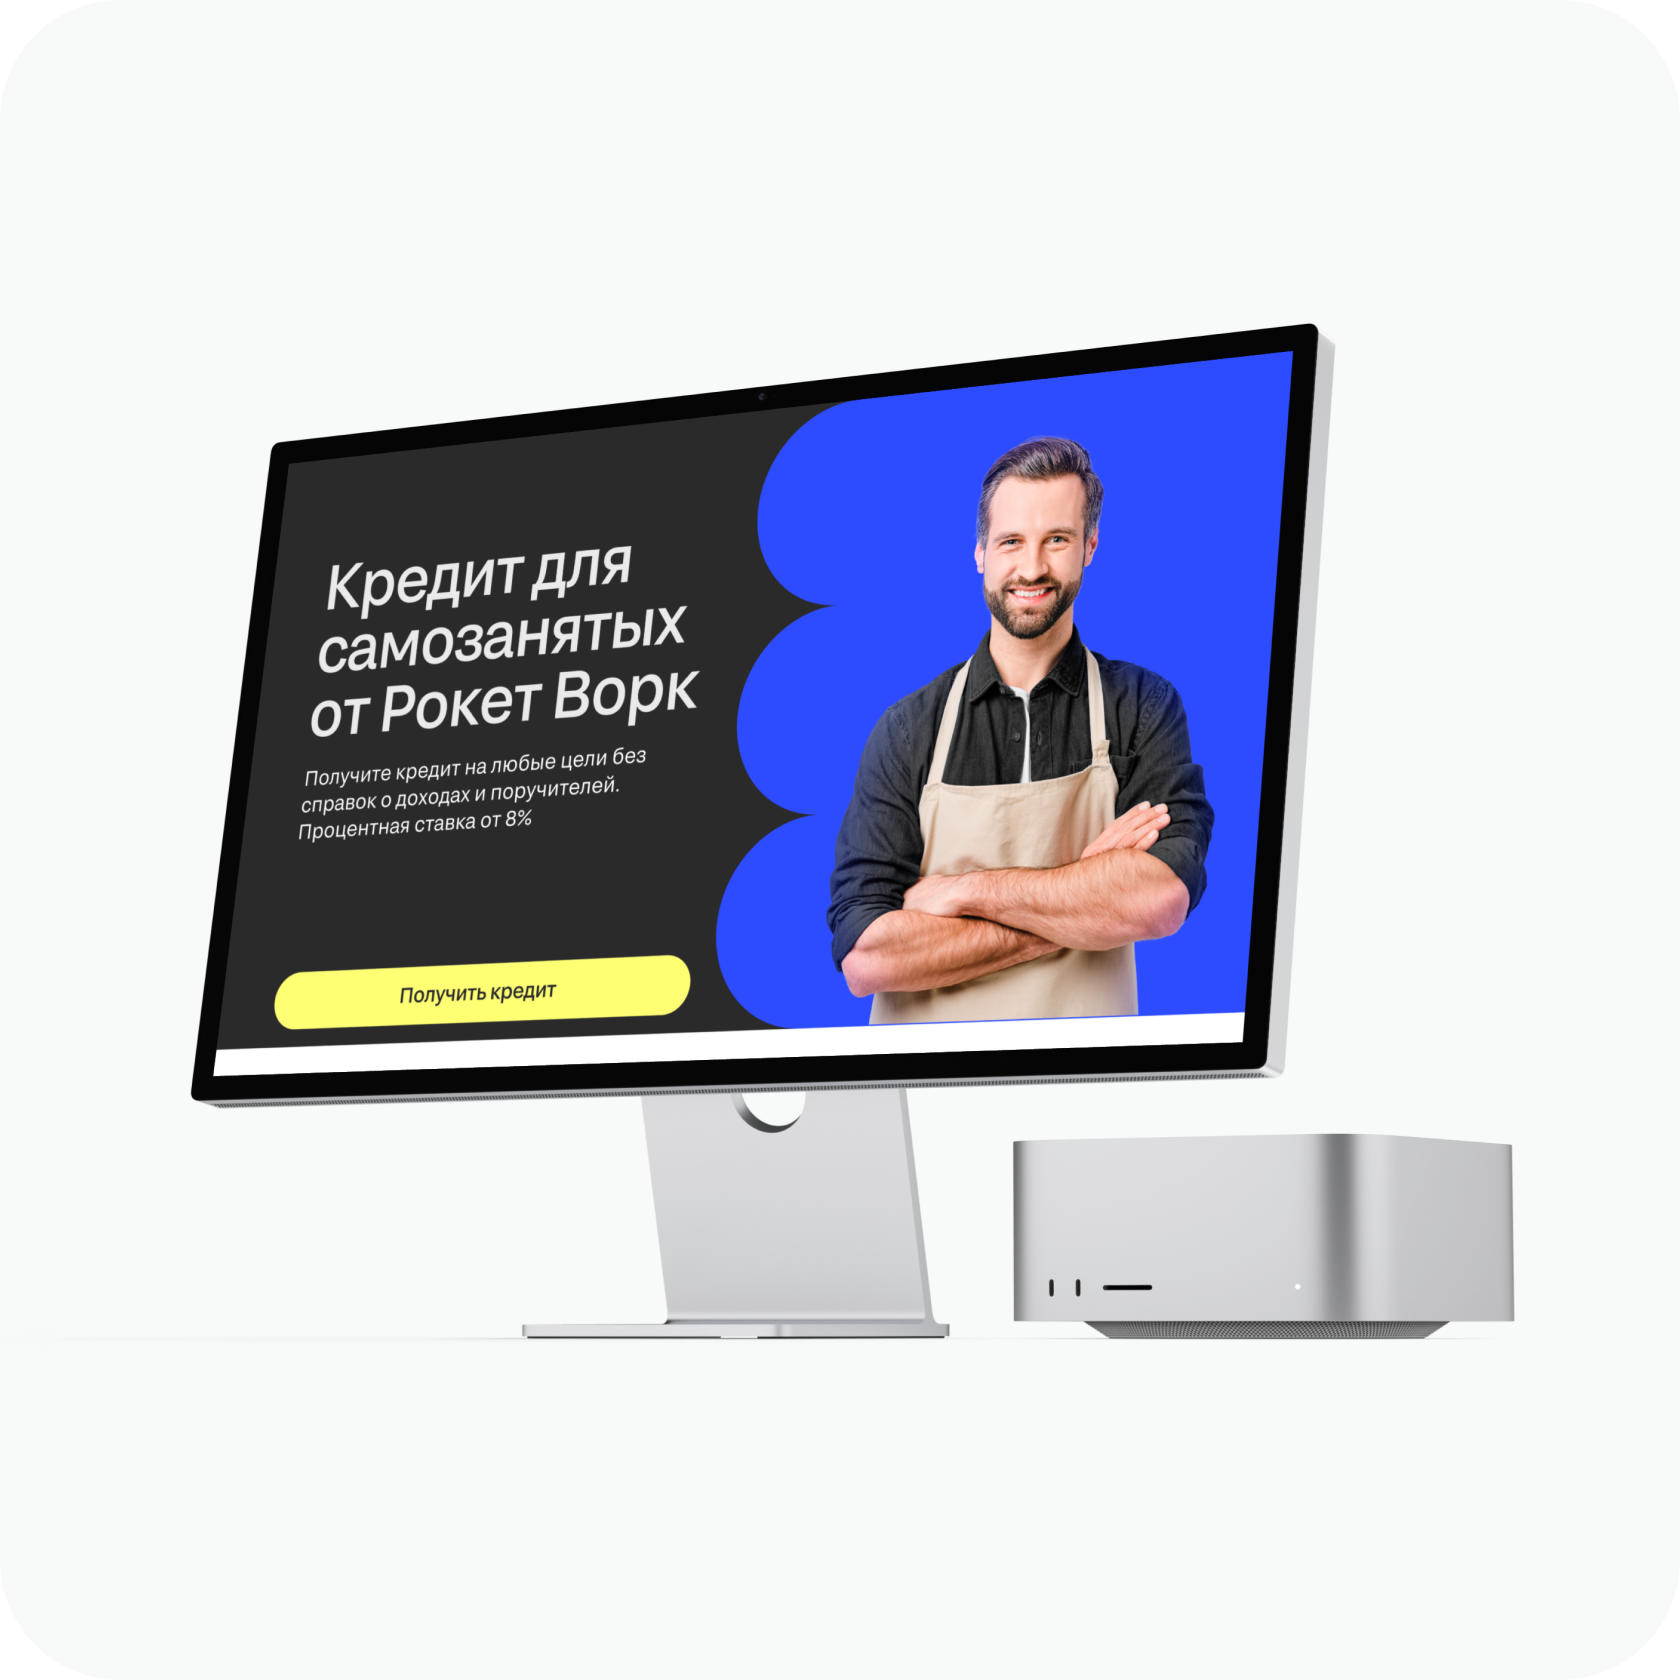 Кредит для
самозанятых
от Рокет Ворк
Получите кредит на любые цели без
справок о доходах и поручителей.
Процентная ставка от 8%
Получить кредит